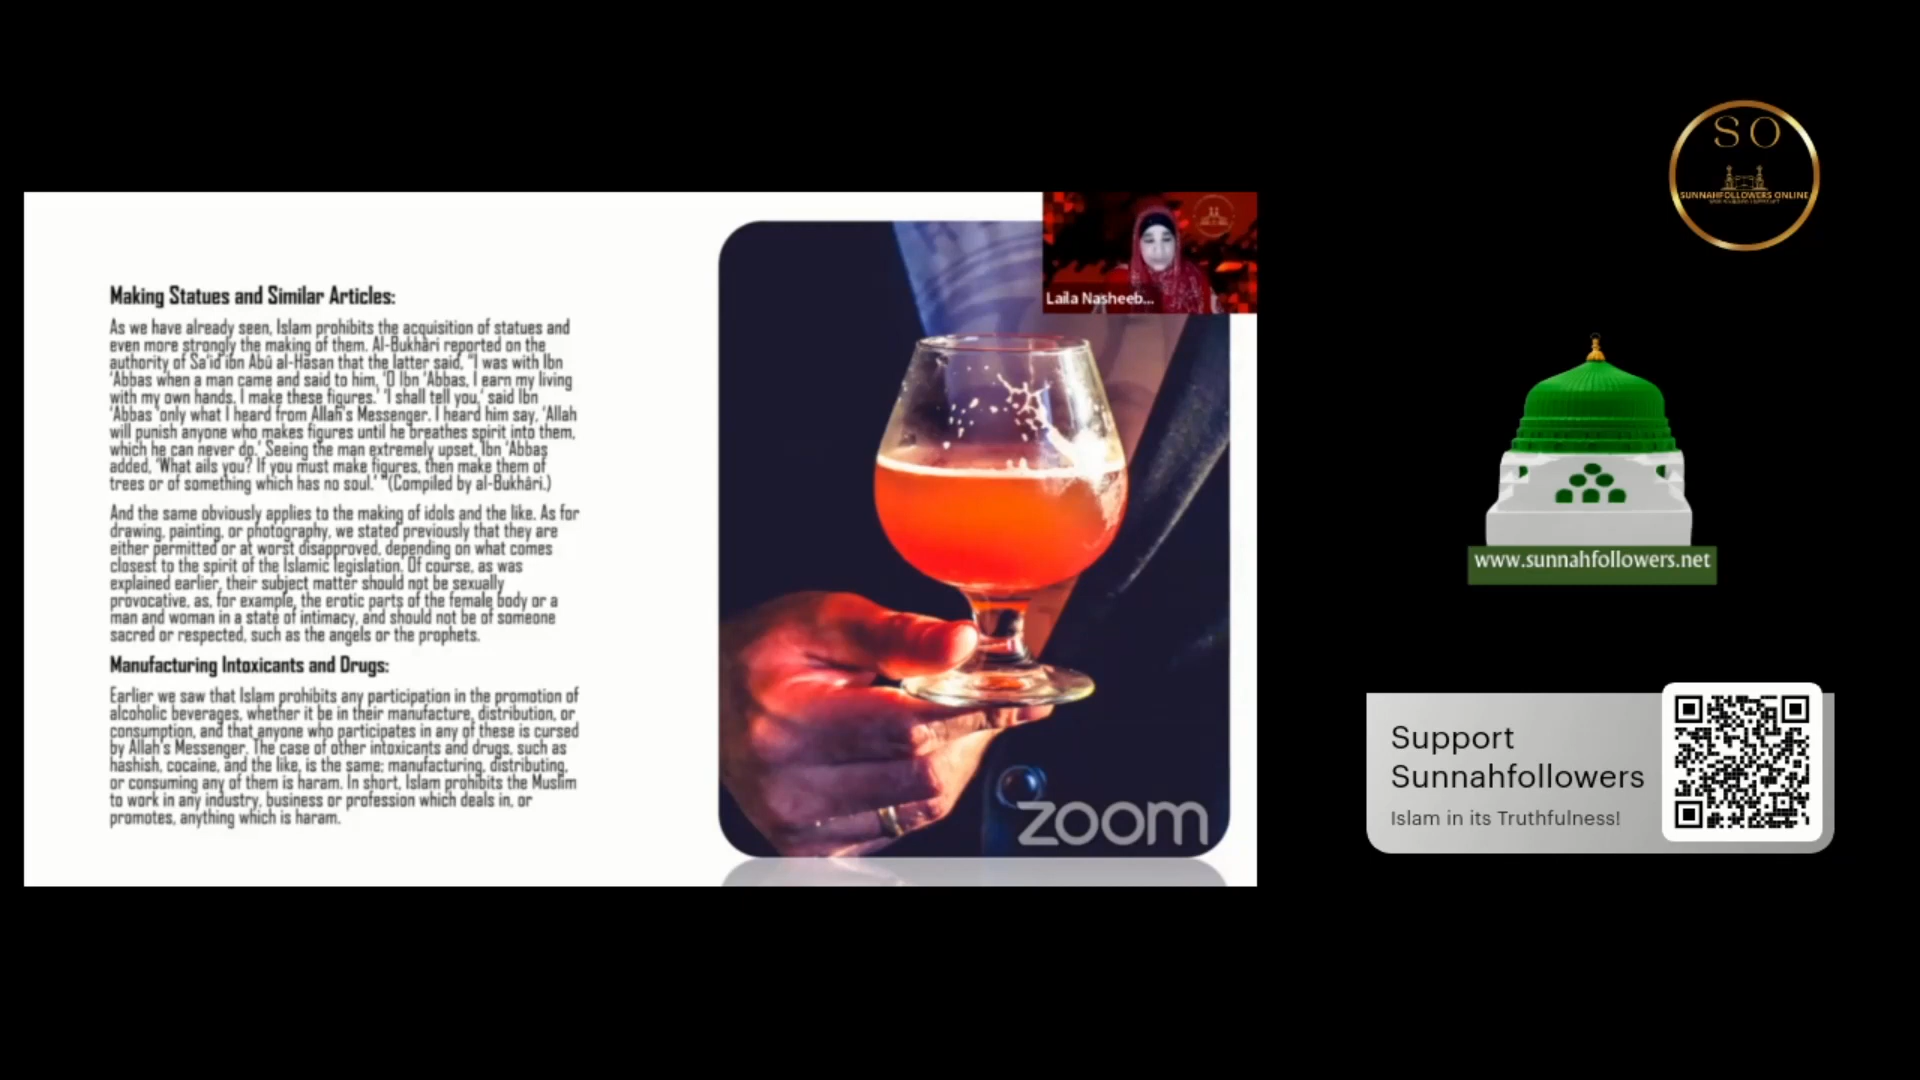 Making Statues and Similar Articles:
As we have already seen, Islam prohibits the acquisition of statues and
even more strongly the making of them. Al-Bukhâri reported on the
authority of Sa'id ibn Abû al-Hasan that the latter said, "I was with Ibn
'Abbas when a man came and said to him, 'O Ibn 'Abbas, I earn my living
with my own hands. I make these figures.' 'I shall tell you,' said Ibn
'Abbas 'only what I heard from Allah's Messenger. I heard him say, 'Allah
will punish anyone who makes figures until he breathes spirit into them,
which he can never do.' Seeing the man extremely upset, Ibn 'Abbas
added, 'What ails you? If you must make figures, then make them of
trees or of something which has no soul.' "(Compiled by al-Bukhâri.)
And the same obviously applies to the making of idols and the like. As for
drawing, painting, or photography, we stated previously that they are
either permitted or at worst disapproved, depending on what comes
closest to the spirit of the Islamic legislation. Of course, as was
explained earlier, their subject matter should not be sexually
provocative, as, for example, the erotic parts of the female body or a
man and woman in a state of intimacy, and should not be of someone
sacred or respected, such as the angels or the prophets.
Manufacturing Intoxicants and Drugs:
Earlier we saw that Islam prohibits any participation in the promotion of
alcoholic beverages, whether it be in their manufacture, distribution, or
consumption, and that anyone who participates in any of these is cursed
by Allah's Messenger. The case of other intoxicants and drugs, such as
hashish, cocaine, and the like, is the same; manufacturing, distributing,
or consuming any of them is haram. In short, Islam prohibits the Muslim
to work in any industry, business or profession which deals in, or
promotes, anything which is haram.
Laila Nasheeb...
zoom
SO
SUNNAHFOLLOWERS ONLINE
www.sunnahfollowers.net
Support
Sunnahfollowers
Islam in its Truthfulness!